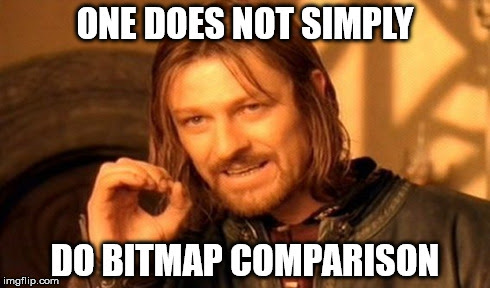 ONE DOES NOT SIMPLY
DO BITMAP COMPARISON
imgflip.com